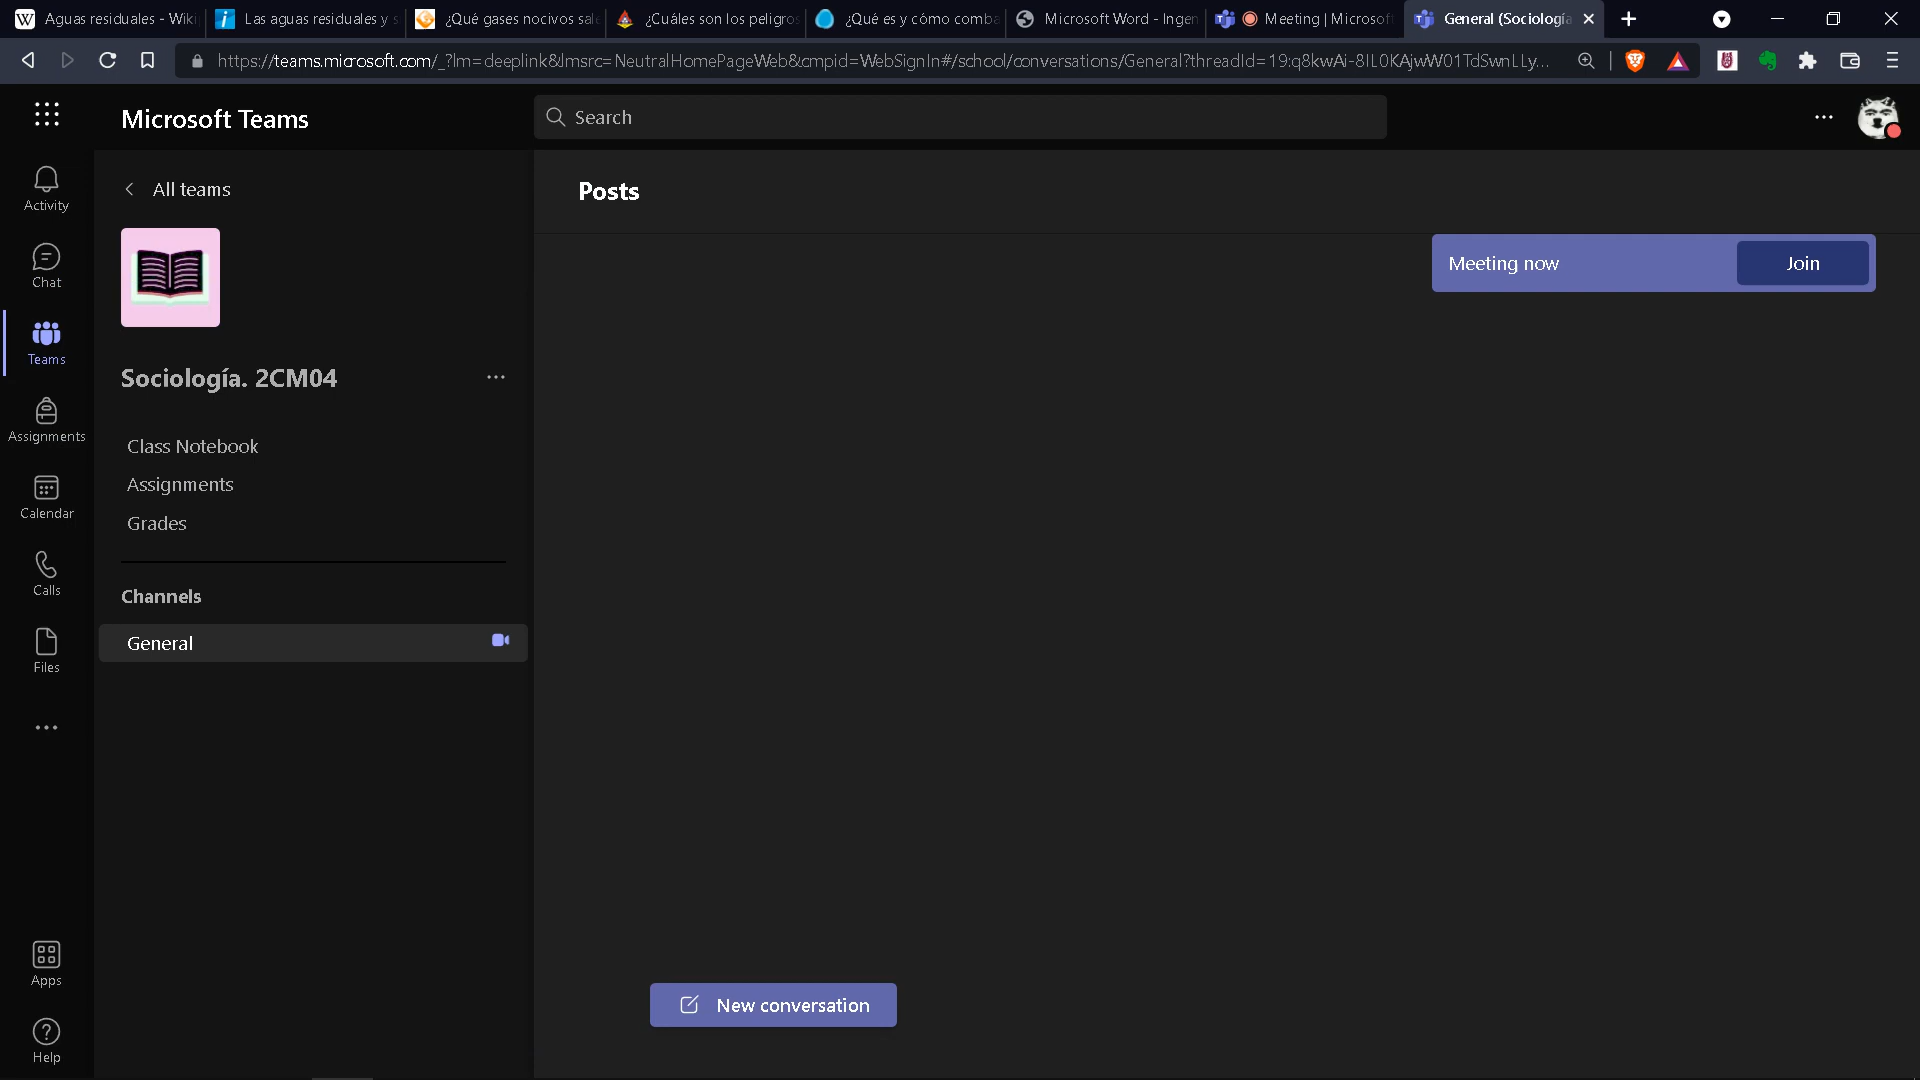 Aguas residuales - Wiki
Las aguas residuales y s
¿Qué gases nocivos sale
¿Cuáles son los peligros
¿Qué es y cómo comba
Microsoft Word - Ingen
Meeting | Microsof
General (Sociología
https://teams.microsoft.com/_?lm=deeplink&lmsrc=NeutralHomePageWeb&cmpid=WebSignIn#/school/conversations/General?threadId=19:q8kwAi-8IL0KAjwW01TdSwnLLy...
Microsoft Teams
Search
Activity
Chat
Teams
Assignments
Calendar
Calls
Files
Apps
Help
All teams
Sociología. 2CM04
Class Notebook
Assignments
Grades
Channels
General
Posts
Meeting now
Join
New conversation